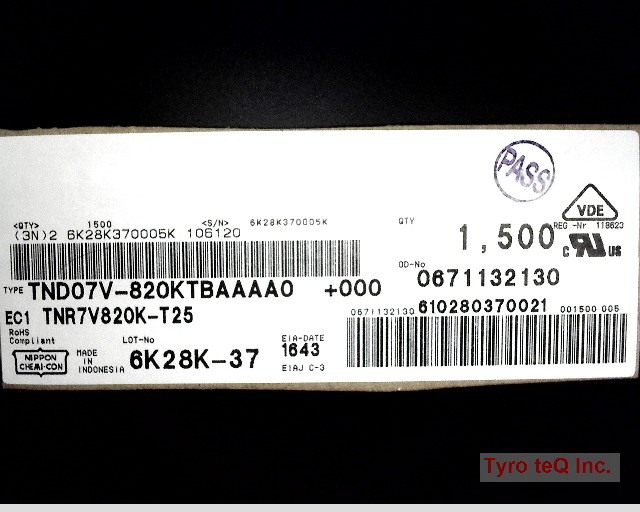 PASS
<QTY> 1500 <S/N> 6K28K370005K
(3N)2 6K28K370005K 106120
QTY 1,500
VDE
REG.-Nr. 118623
c RU US
TYPE TND07V-820KTBAAAA0 +000
OD-No 0671132130
EC1 TNR7V820K-T25
0671132130 610280370021 001500 005
RoHS
Compliant
NIPPON
CHEMI-CON
MADE
IN
INDONESIA
LOT-No
6K28K-37
EIA-DATE
1643
EIAJ C-3
Tyro teQ Inc.